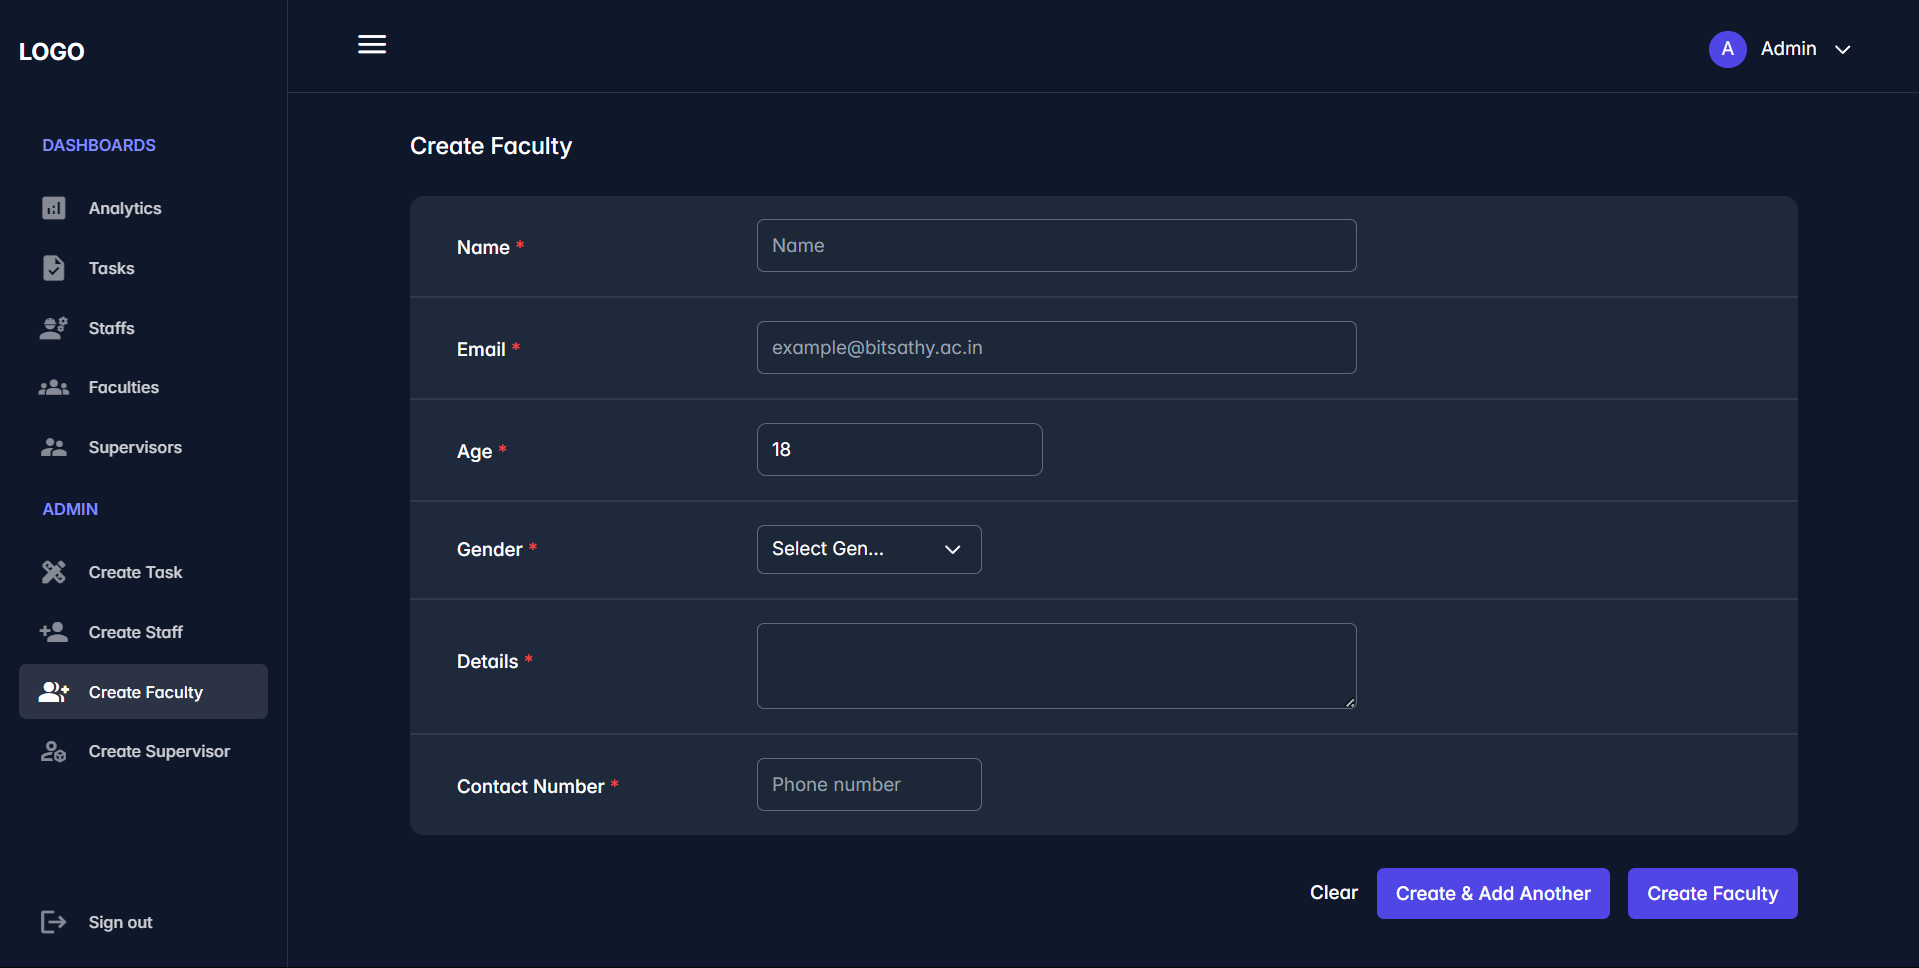 LOGO
DASHBOARDS
Analytics
Tasks
Staffs
Faculties
Supervisors
ADMIN
Create Task
Create Staff
Create Faculty
Create Supervisor
Sign out
A Admin
Create Faculty
Name * Name
Email * example@bitsathy.ac.in
Age * 18
Gender * Select Gen...
Details *
Contact Number * Phone number
Clear Create & Add Another Create Faculty